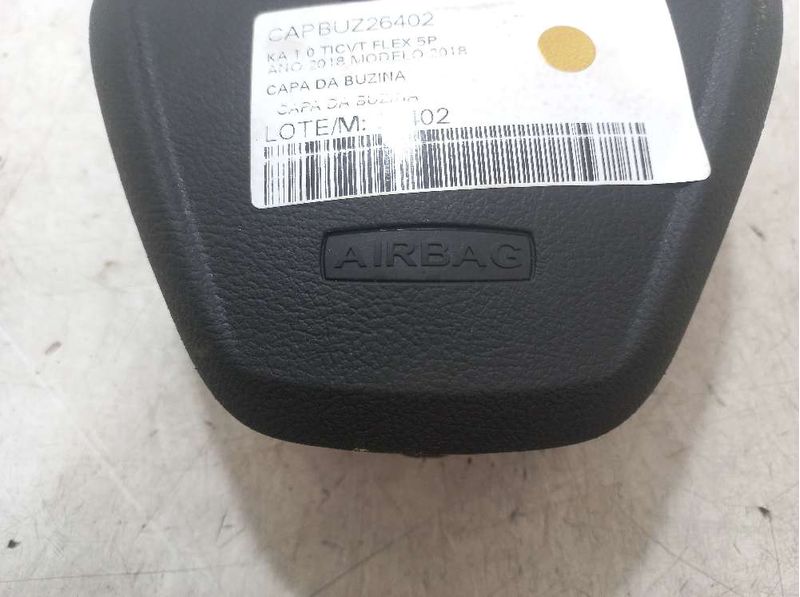 CAPBUZ26402
KA 1.0 TICVT FLEX 5P
ANO 2018 MODELO 2018
CAPA DA BUZINA
CAPA DA BUZINA
LOTE/M: 402
AIRBAG